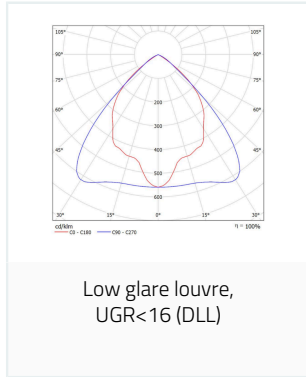 105° 105°
90° 90°
75° 75°
60° 60°
45° 45°
200
300
400
600
30° 15° 0° 15° 30°
cd/klm η = 100%
C0 - C180 C90 - C270
Low glare louvre,
UGR<16 (DLL)